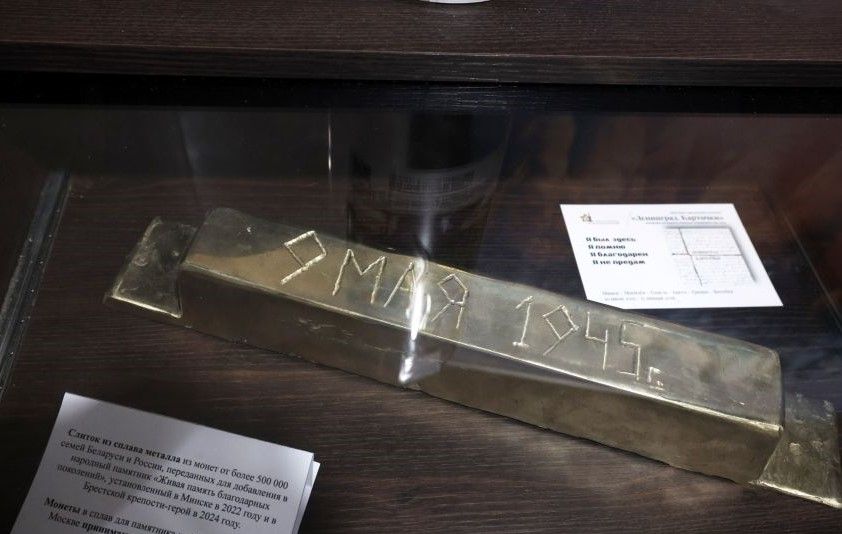 9 МАЯ 1945 г.
«Ленинград. Карточки»
Я был здесь
Я помню
Я благодарен
Я не предам
Слиток из сплава металла из монет от более 500 000
семей Беларуси и России, переданных для добавления в
народный памятник «Живая память благодарных
поколений», установленный в Минске в 2022 году и в
Брестской крепости-герой в 2024 году.
Монеты в сплав для памятника
Москве